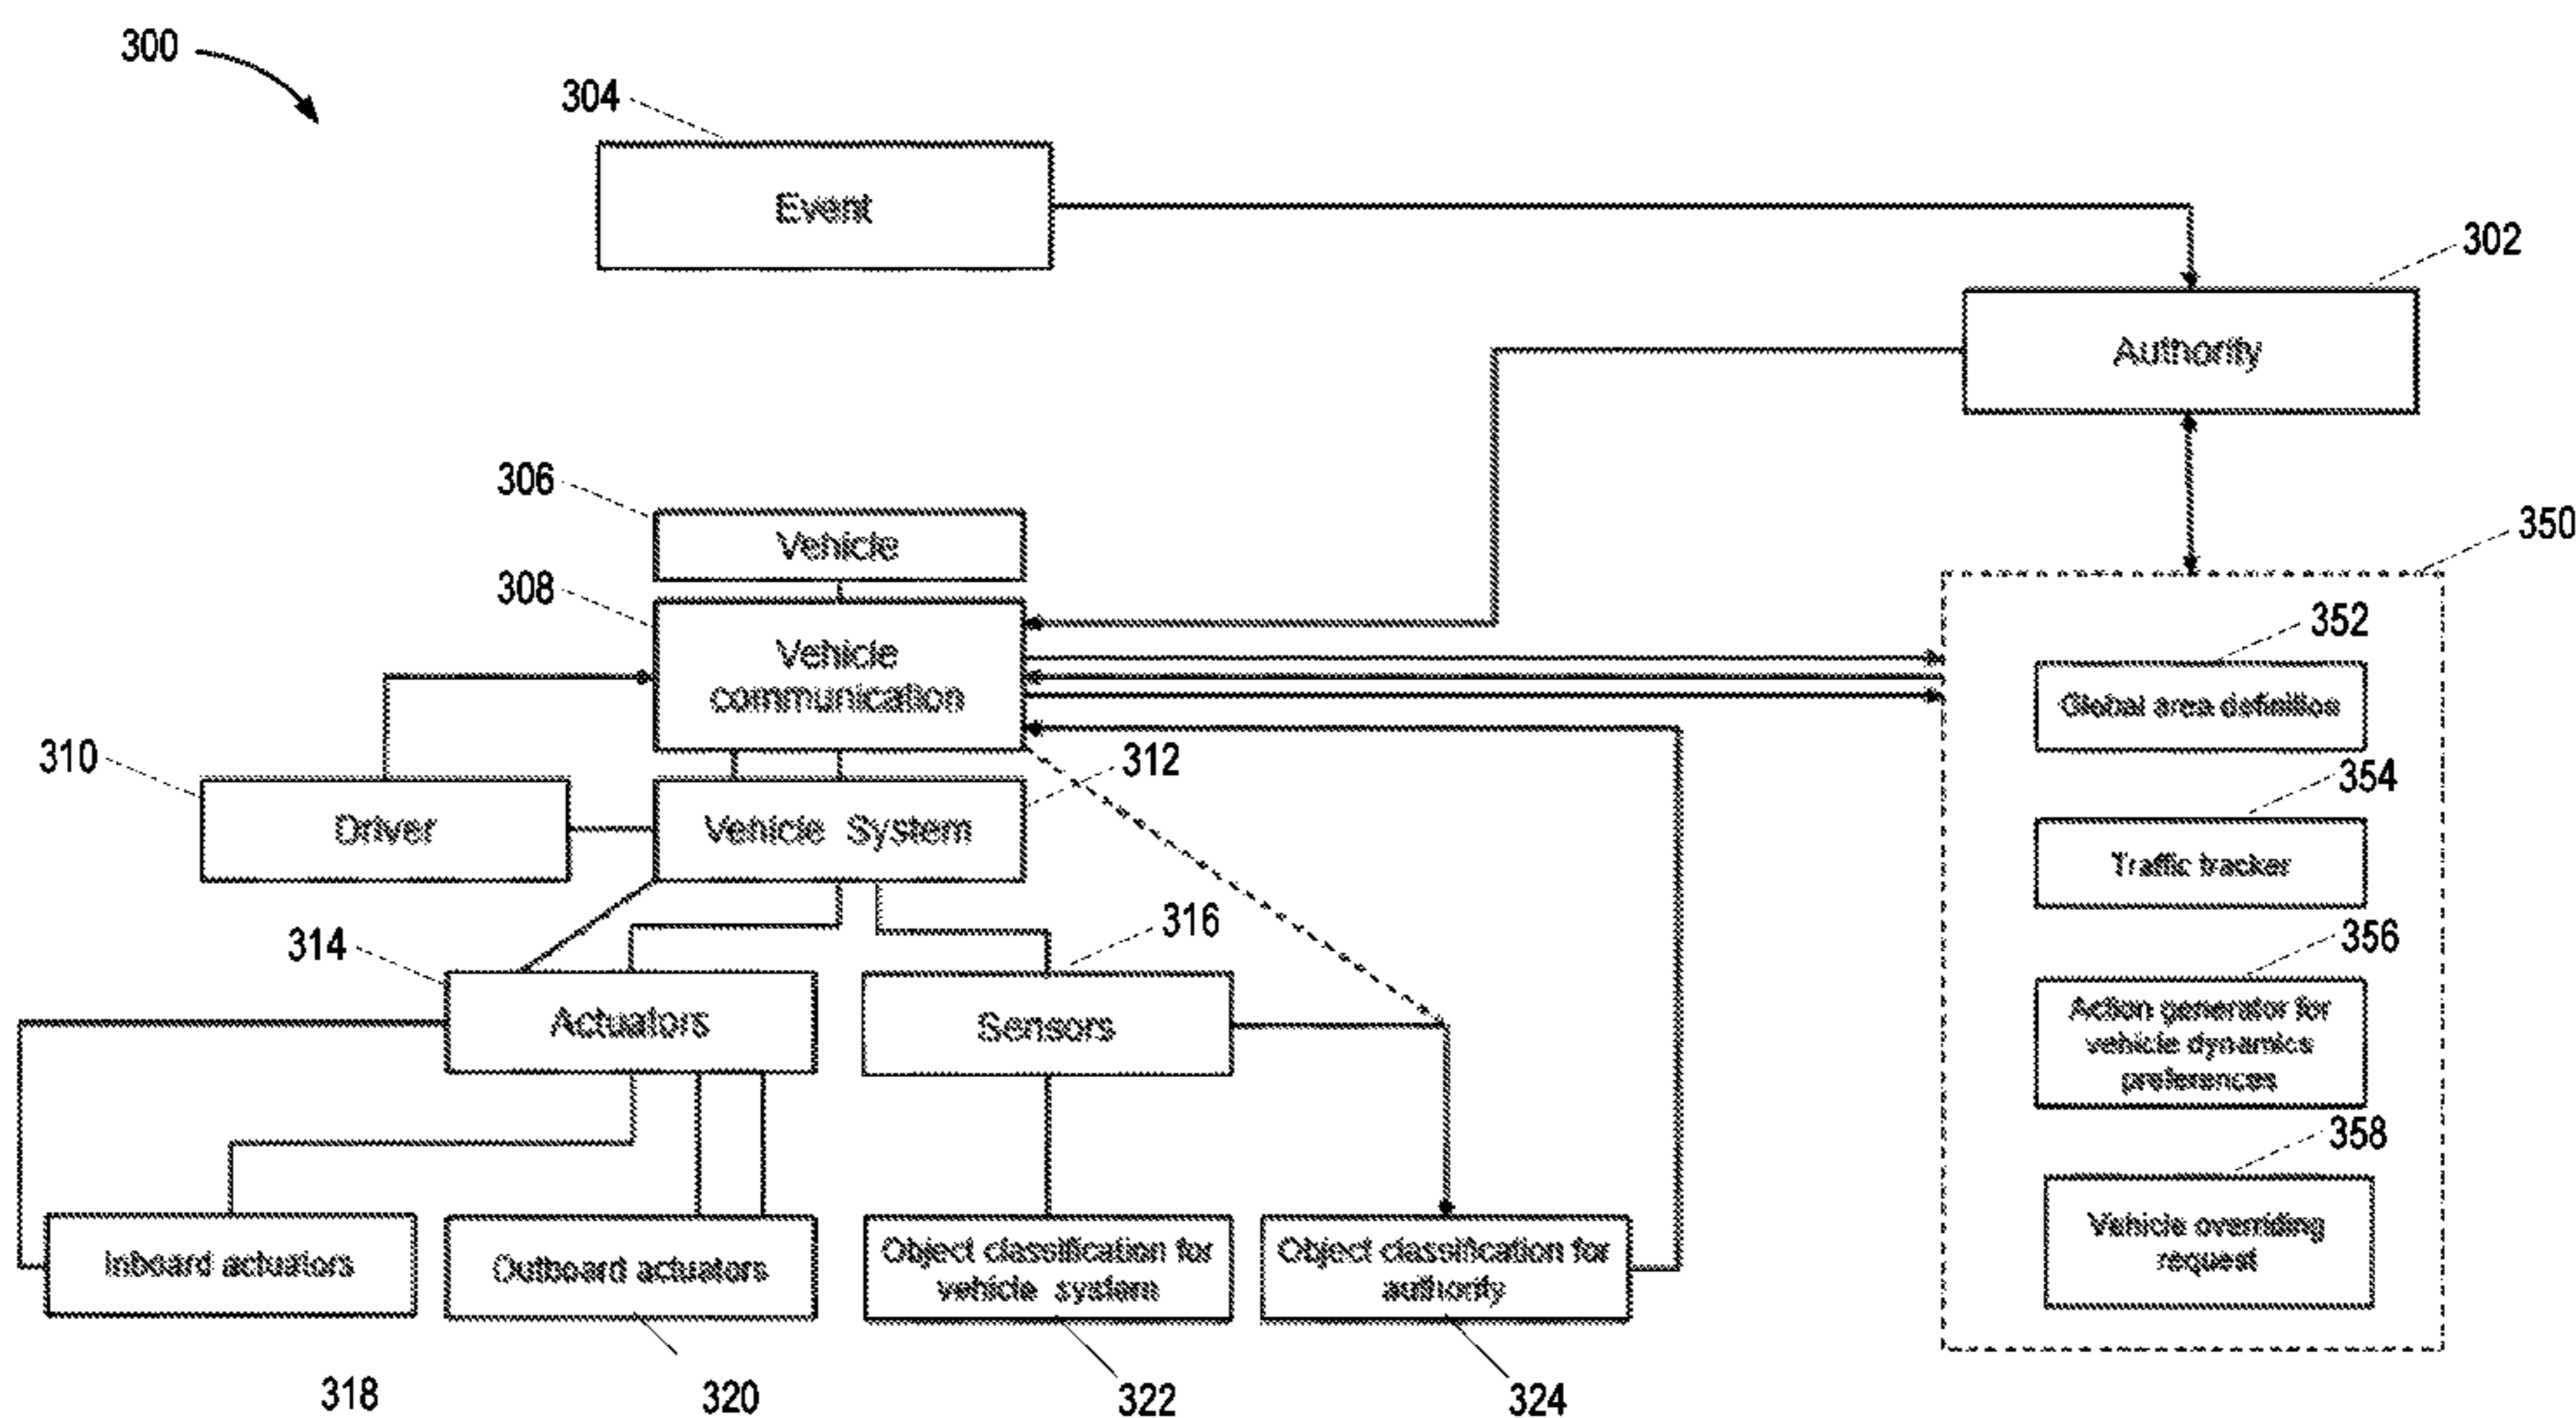 300
304
Event
302
Authority
306
Vehicle
350
308
Vehicle
communication
352
Global area definition
310
Driver
312
Vehicle System
354
Traffic tracker
314
Actuators
316
Sensors
356
Action generator for
vehicle dynamics
preferences
358
Vehicle overriding
request
Inboard actuators
Outboard actuators
Object classification for
vehicle system
Object classification for
authority
318
320
322
324